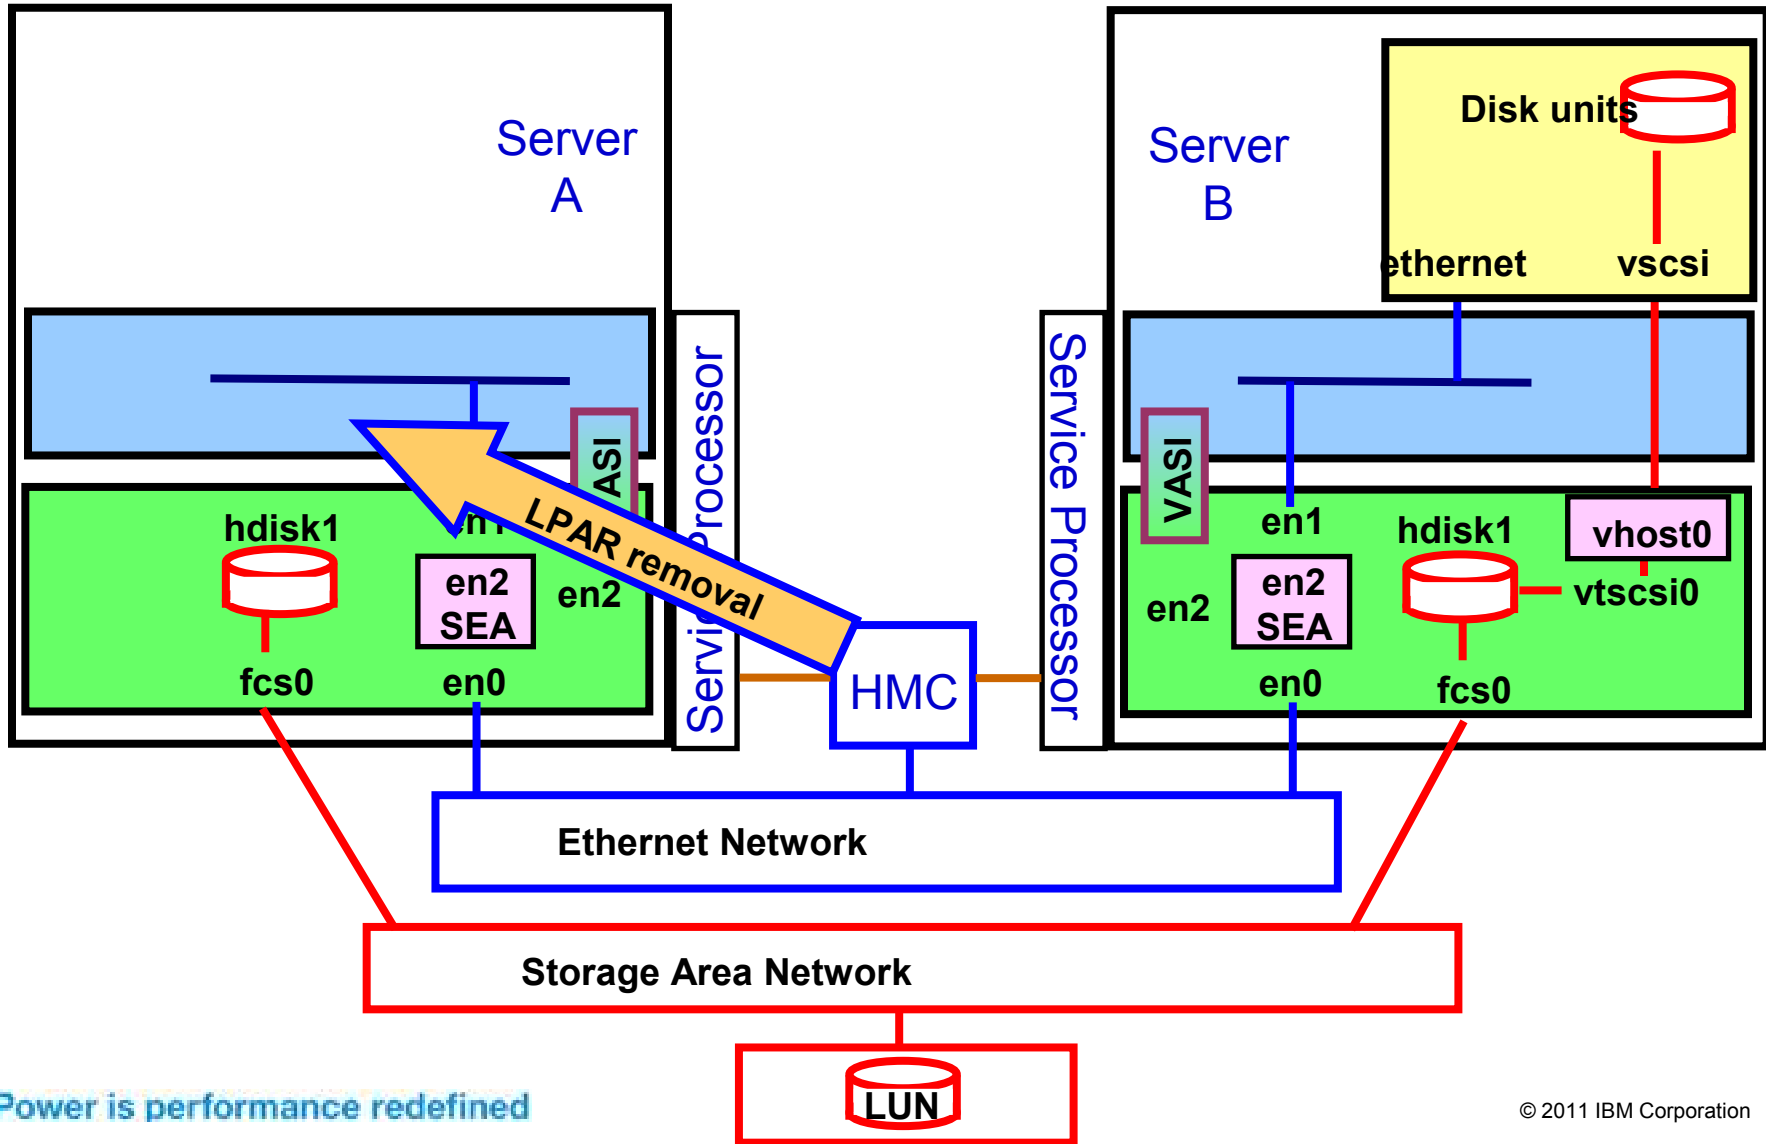 Server
A
Server
B
Disk units
ethernet
vscsi
Service Processor
Service Processor
ASI
VASI
hdisk1
en1
en2
SEA
en2
fcs0
en0
LPAR removal
HMC
en1
en2
en2
SEA
en0
hdisk1
vhost0
vtscsi0
fcs0
Ethernet Network
Storage Area Network
LUN
Power is performance redefined
© 2011 IBM Corporation